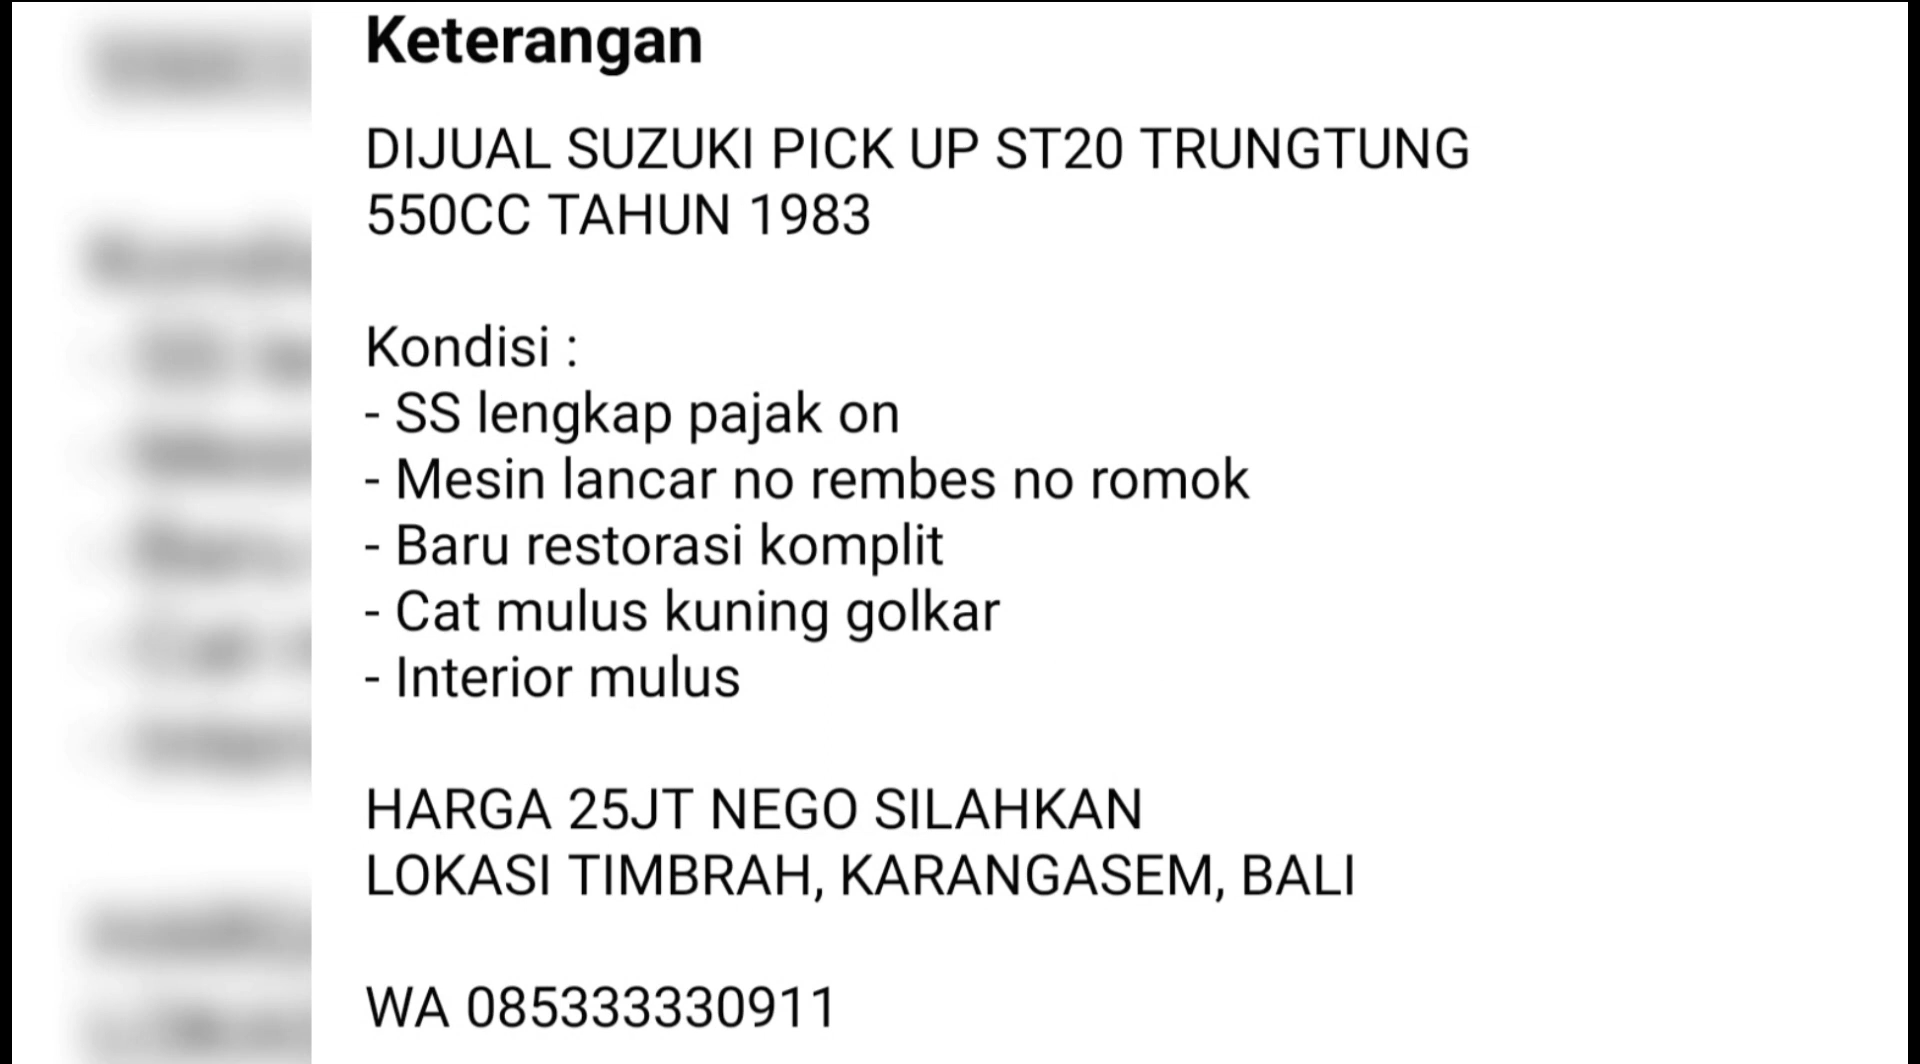 Keterangan
DIJUAL SUZUKI PICK UP ST20 TRUNGTUNG
550CC TAHUN 1983
Kondisi :
- SS lengkap pajak on
- Mesin lancar no rembes no romok
- Baru restorasi komplit
- Cat mulus kuning golkar
- Interior mulus
HARGA 25JT NEGO SILAHKAN
LOKASI TIMBRAH, KARANGASEM, BALI
WA 085333330911